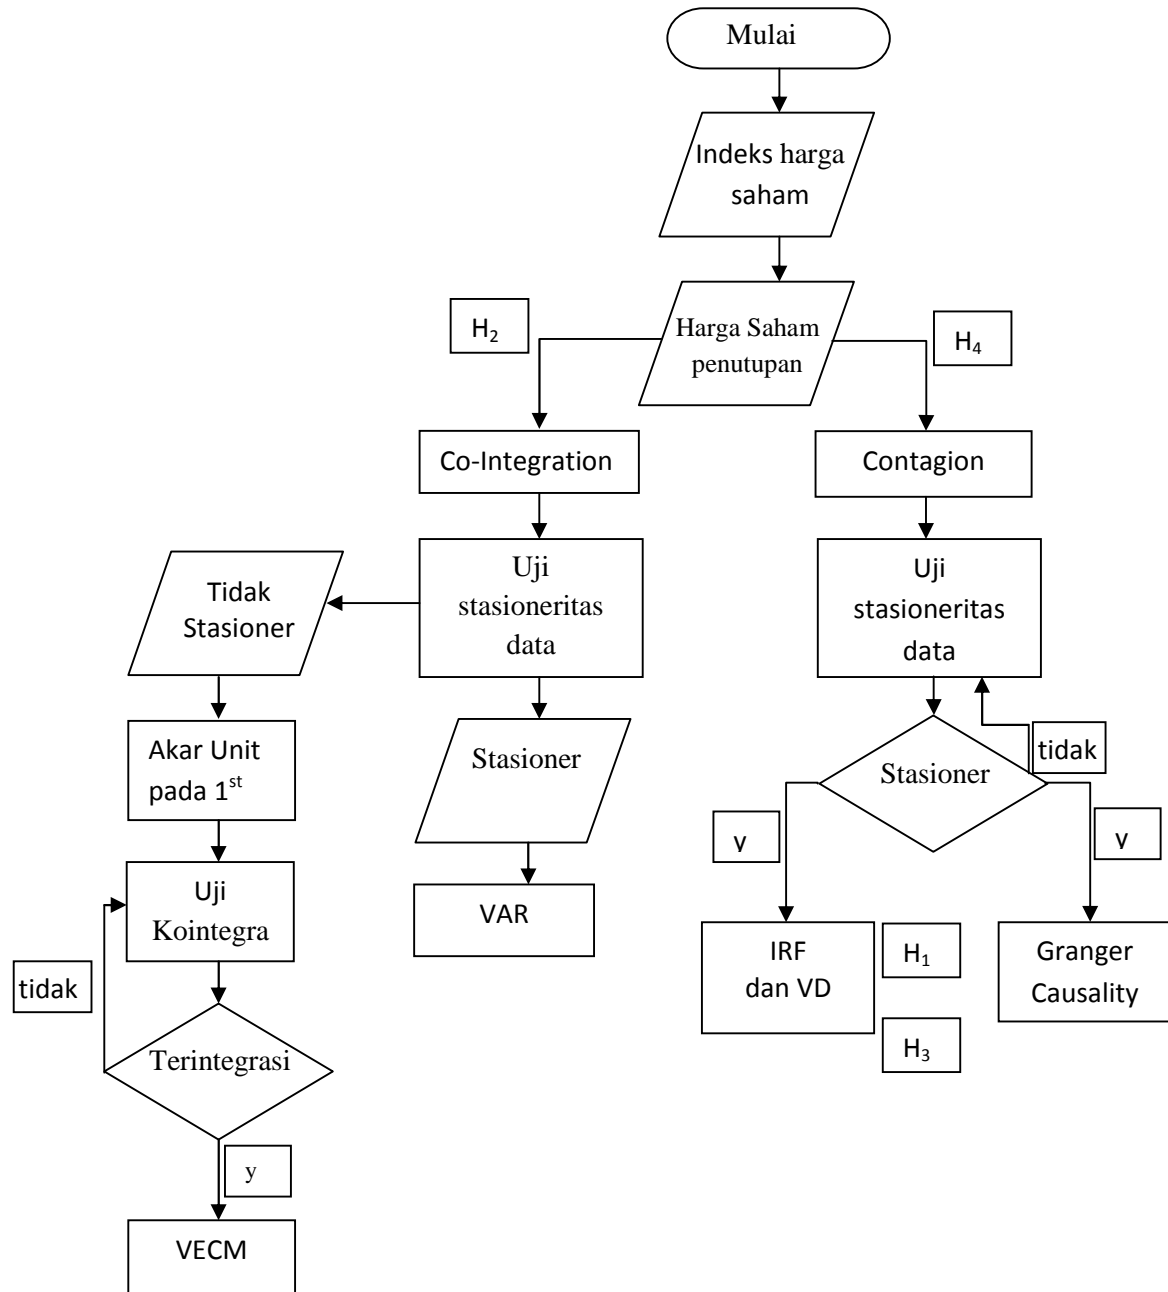 Mulai
Indeks harga
saham
Harga Saham
penutupan
H2
H4
Co-Integration
Contagion
Uji
stasioneritas
data
Tidak
Stasioner
Uji
stasioneritas
data
Akar Unit
pada 1st
Stasioner
Stasioner
tidak
y
y
Uji
Kointegra
VAR
IRF
dan VD
H1
H3
Granger
Causality
tidak
Terintegrasi
y
VECM